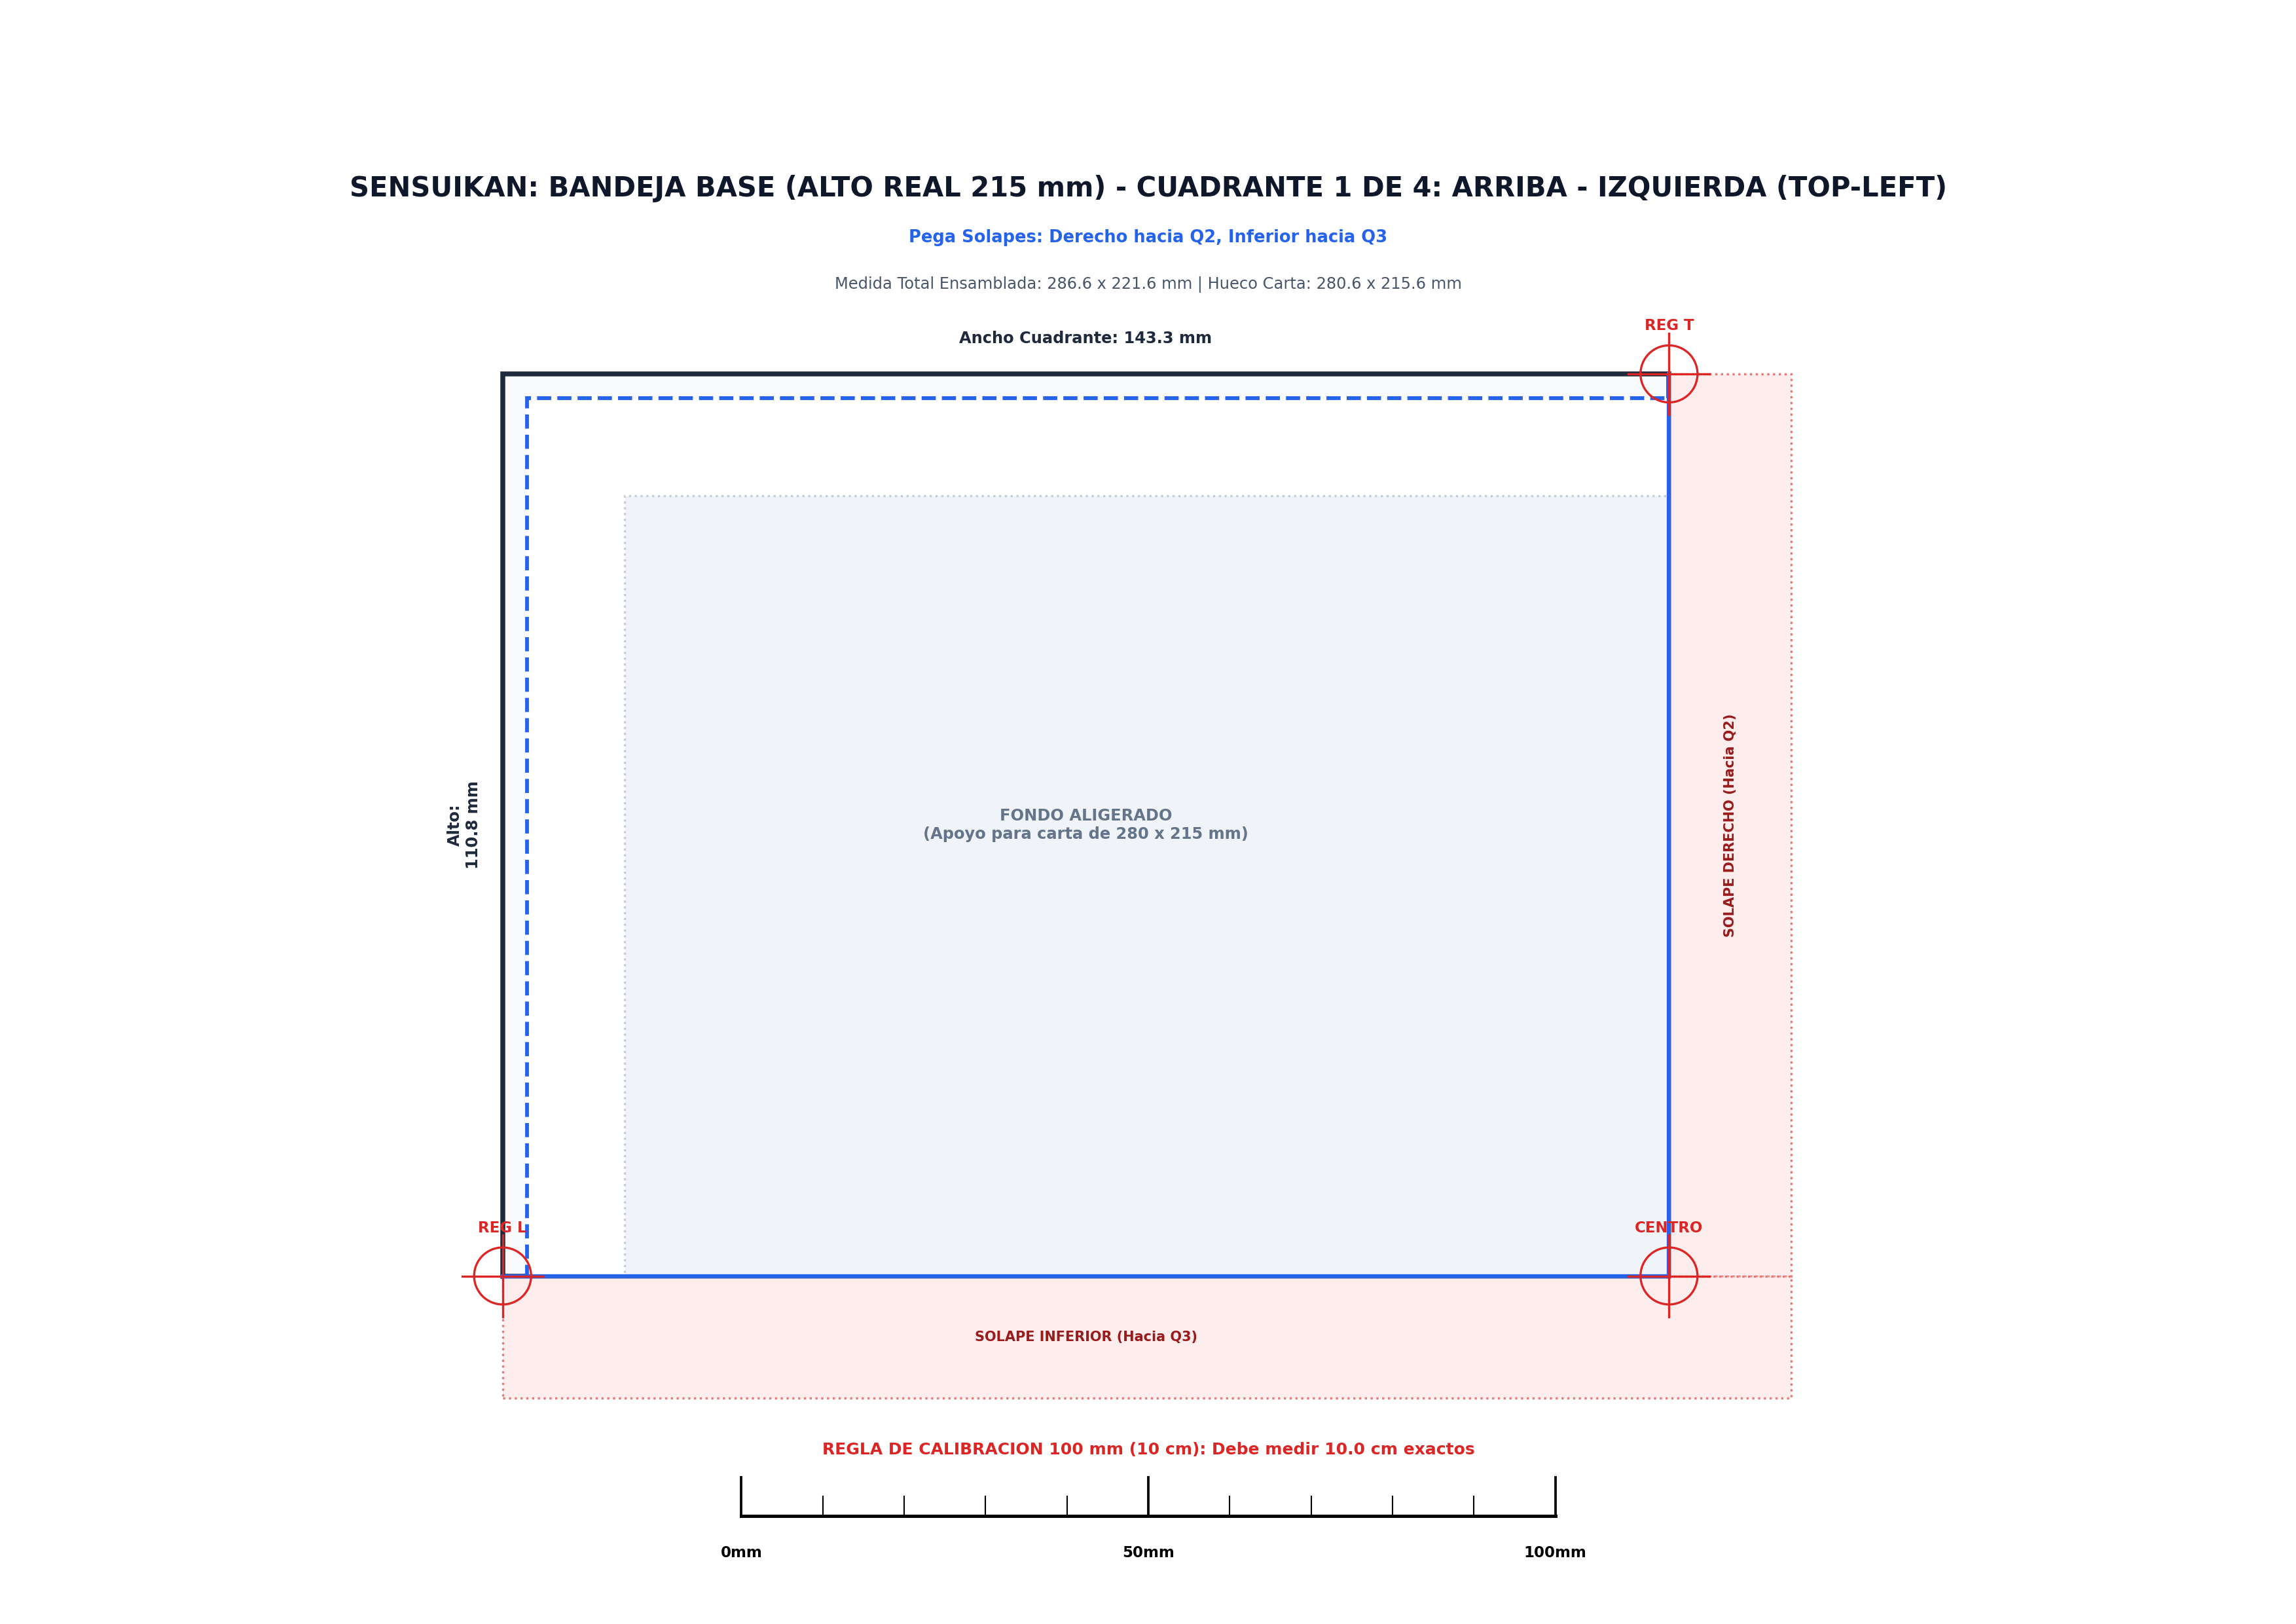 SENSUIKAN: BANDEJA BASE (ALTO REAL 215 mm) - CUADRANTE 1 DE 4: ARRIBA - IZQUIERDA (TOP-LEFT)
Pega Solapes: Derecho hacia Q2, Inferior hacia Q3
Medida Total Ensamblada: 286.6 x 221.6 mm | Hueco Carta: 280.6 x 215.6 mm
REG T
Ancho Cuadrante: 143.3 mm
Alto:
110.8 mm
FONDO ALIGERADO
(Apoyo para carta de 280 x 215 mm)
SOLAPE DERECHO (Hacia Q2)
REG L
CENTRO
SOLAPE INFERIOR (Hacia Q3)
REGLA DE CALIBRACION 100 mm (10 cm): Debe medir 10.0 cm exactos
0mm
50mm
100mm